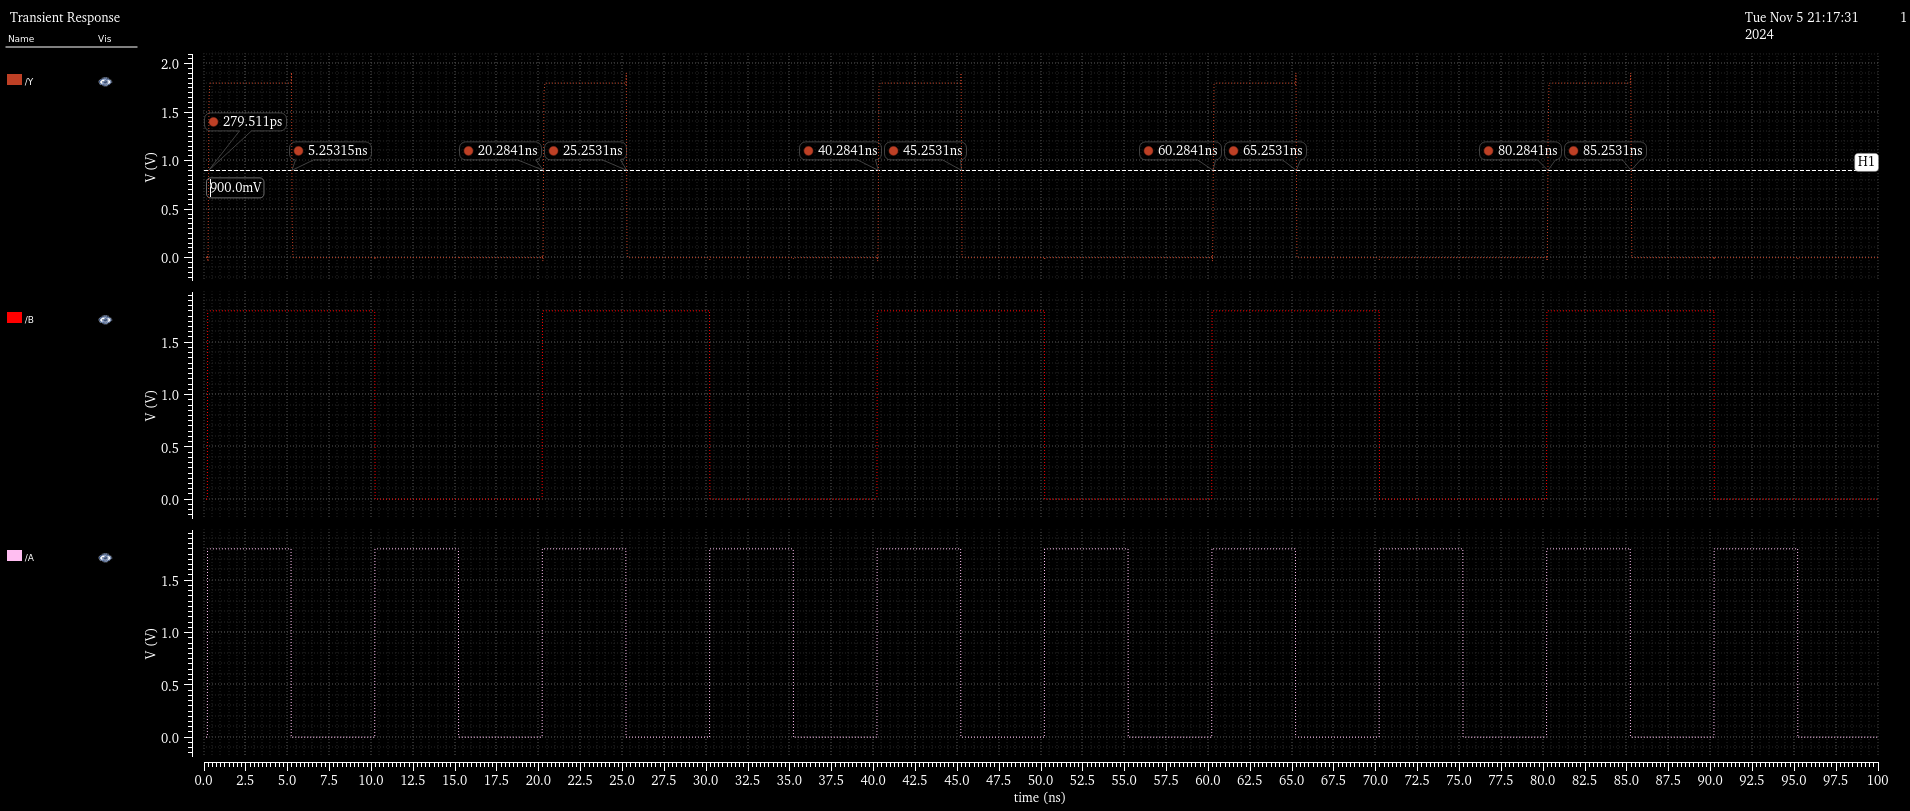 Transient Response
Tue Nov 5 21:17:31 1
2024
Name Vis
/Y
2.0
1.5
1.0
0.5
0.0
V (V)
279.511ps
5.25315ns
20.2841ns
25.2531ns
40.2841ns
45.2531ns
60.2841ns
65.2531ns
80.2841ns
85.2531ns
H1
900.0mV
/B
1.5
1.0
0.5
0.0
V (V)
/A
1.5
1.0
0.5
0.0
V (V)
0.0 2.5 5.0 7.5 10.0 12.5 15.0 17.5 20.0 22.5 25.0 27.5 30.0 32.5 35.0 37.5 40.0 42.5 45.0 47.5 50.0 52.5 55.0 57.5 60.0 62.5 65.0 67.5 70.0 72.5 75.0 77.5 80.0 82.5 85.0 87.5 90.0 92.5 95.0 97.5 100
time (ns)